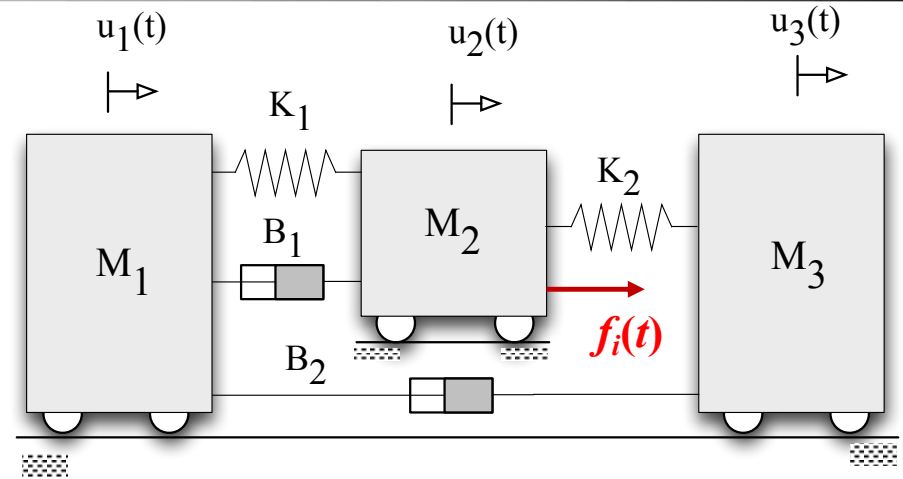 u₁(t)
u₂(t)
u₃(t)
K₁
K₂
B₁
M₁
M₂
M₃
fᵢ(t)
B₂